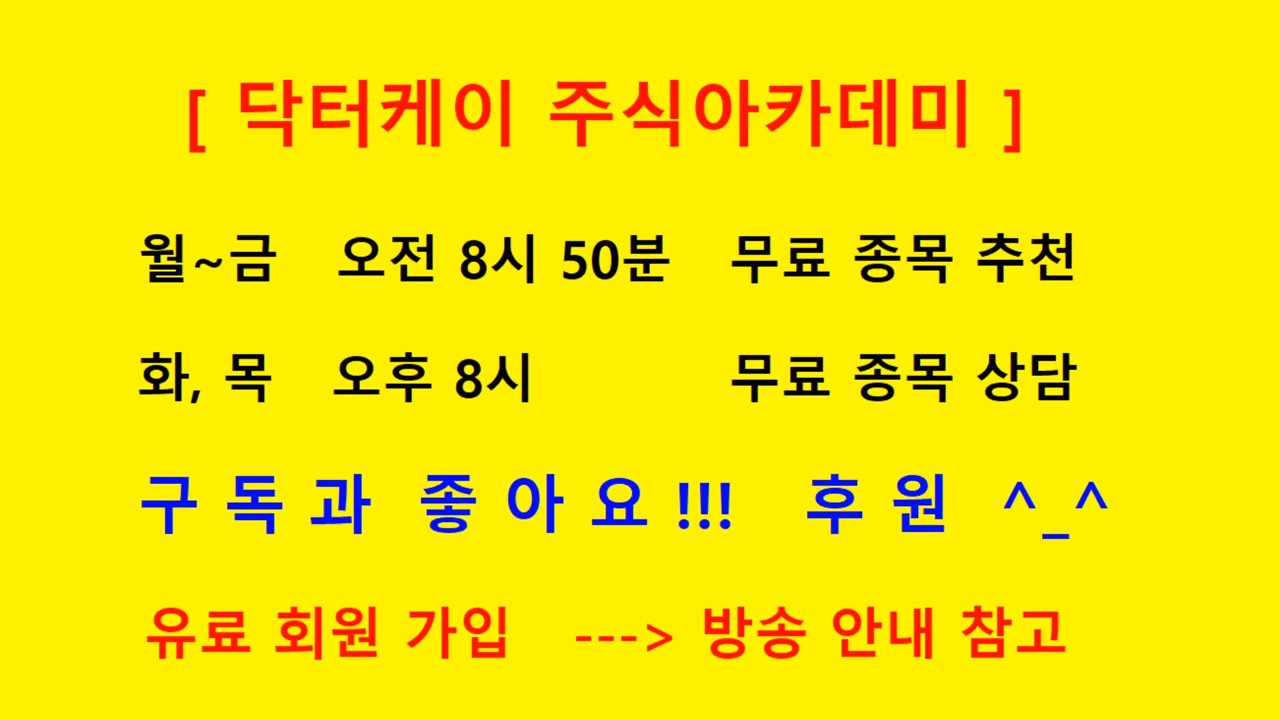 [ 닥터케이 주식아카데미 ]
월~금 오전 8시 50분 무료 종목 추천
화, 목 오후 8시 무료 종목 상담
구 독 과 좋 아 요 !!! 후 원 ^_^
유료 회원 가입 ---> 방송 안내 참고